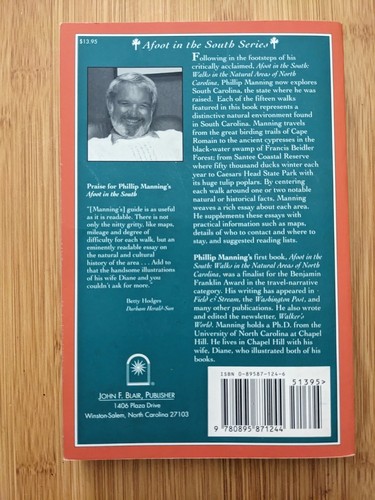 $13.95
Afoot in the South Series
Following in the footsteps of his
critically acclaimed, Afoot in the South:
Walks in the Natural Areas of North
Carolina, Phillip Manning now explores
South Carolina, the state where he was
raised. Each of the fifteen walks
featured in this book represents a
distinctive natural environment found
in South Carolina. Manning travels
from the great birding trails of Cape
Romain to the ancient cypresses in the
black-water swamp of Francis Beidler
Forest; from Santee Coastal Reserve
where fifty thousand ducks winter each
year to Caesars Head State Park with
its huge tulip poplars. By centering
each walk around one or two notable
natural or historical facts, Manning
weaves a rich essay about each area.
He supplements these essays with
practical information such as maps,
details of who to contact and where to
stay, and suggested reading lists.
Phillip Manning's first book, Afoot in the
South: Walks in the Natural Areas of North
Carolina, was a finalist for the Benjamin
Franklin Award in the travel-narrative
category. His writing has appeared in
Field & Stream, the Washington Post, and
many other publications. He also wrote
and edited the newsletter, Walker's
World. Manning holds a Ph.D. from the
University of North Carolina at Chapel
Hill. He lives in Chapel Hill with his
wife, Diane, who illustrated both of his
books.
Praise for Phillip Manning's
Afoot in the South
"[Manning's] guide is as useful
as it is readable. There is not
only the nitty gritty, like maps,
mileage and degree of
difficulty for each walk, but an
eminently readable essay on
the natural and cultural
history of the area . . . Add to
that the handsome illustrations
of his wife Diane and you
couldn't ask for more."
Betty Hodges
Durham Herald-Sun
JOHN F. BLAIR, PUBLISHER
1406 Plaza Drive
Winston-Salem, North Carolina 27103
ISBN 0-89587-124-6
51395>
9 780895 871244